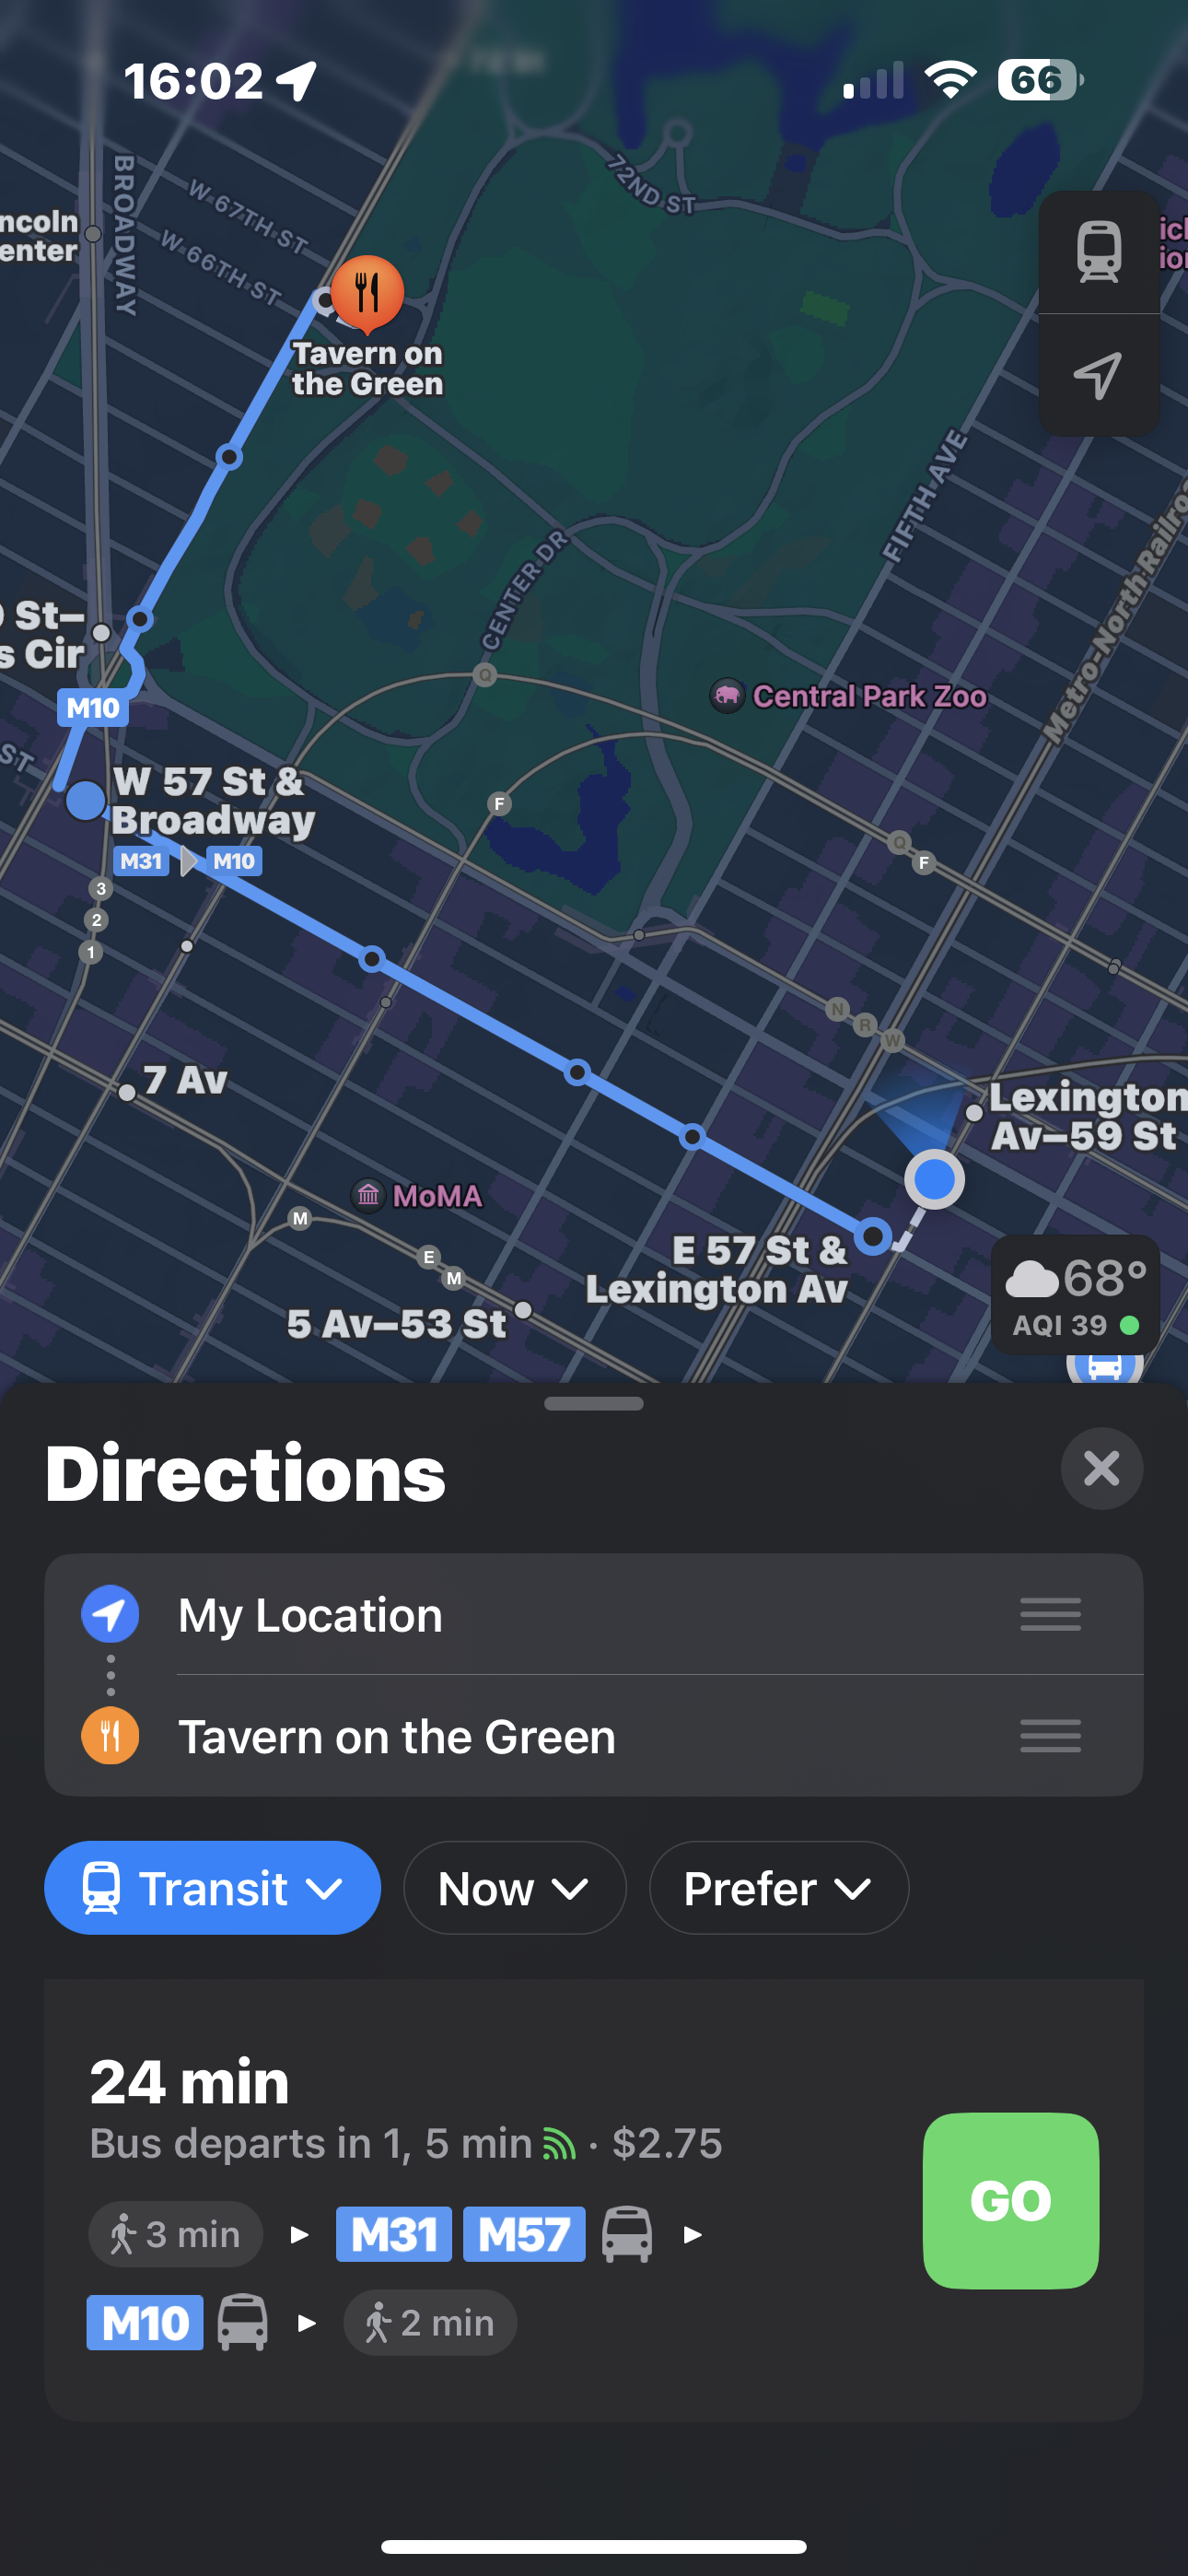 16:02
66
BROADWAY
W 67TH ST
W 66TH ST
72ND ST
ncoln
enter
Tavern on
the Green
FIFTH AVE
CENTER DR
Metro-North Railro
St–
s Cir
Q
Central Park Zoo
M10
ST
W 57 St &
Broadway
F
M31
M10
Q
F
3
2
1
N
R
W
7 Av
Lexington
Av–59 St
MoMA
M
E
M
E 57 St &
Lexington Av
5 Av–53 St
68°
AQI 39
Directions
My Location
Tavern on the Green
Transit
Now
Prefer
24 min
Bus departs in 1, 5 min · $2.75
GO
3 min
M31 M57
M10
2 min